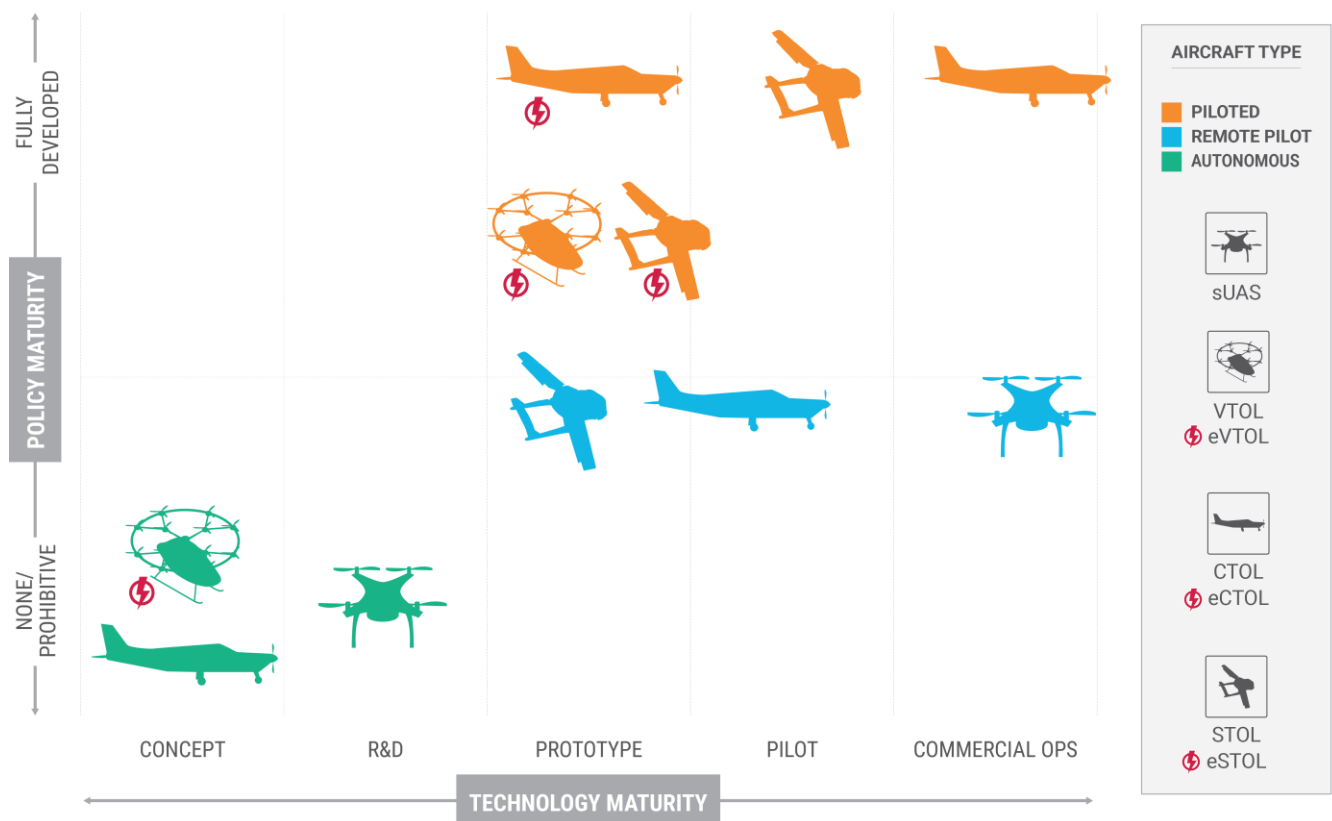 FULLY
DEVELOPED
POLICY MATURITY
NONE/
PROHIBITIVE
CONCEPT
R&D
PROTOTYPE
PILOT
COMMERCIAL OPS
TECHNOLOGY MATURITY
AIRCRAFT TYPE
PILOTED
REMOTE PILOT
AUTONOMOUS
sUAS
VTOL
eVTOL
CTOL
eCTOL
STOL
eSTOL